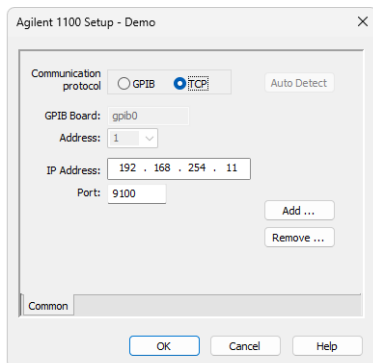 Agilent 1100 Setup - Demo
Communication protocol GPIB TCP Auto Detect
GPIB Board: gpib0
Address: 1
IP Address: 192 . 168 . 254 . 11
Port: 9100
Add ...
Remove ...
Common
OK Cancel Help